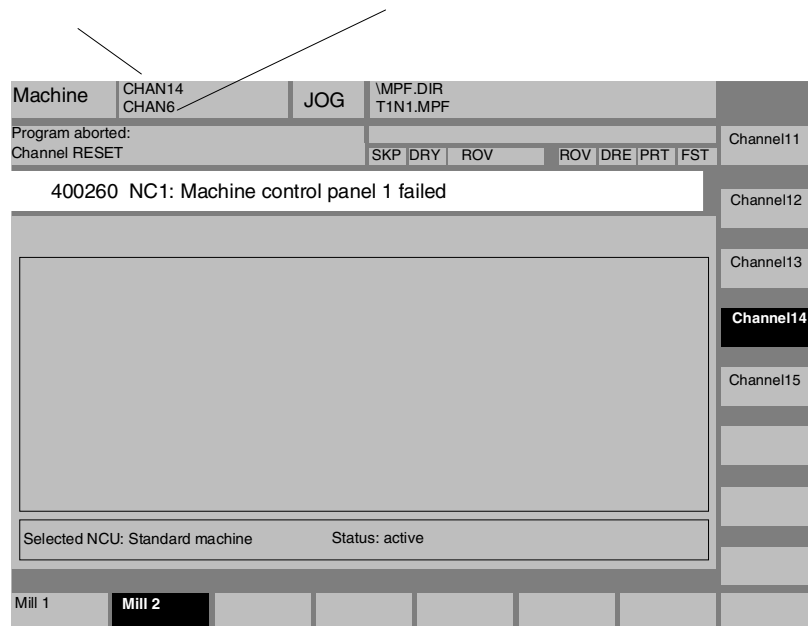 Machine
CHAN14
CHAN6
JOG
\MPF.DIR
T1N1.MPF
Program aborted:
Channel RESET
SKP DRY ROV ROV DRE PRT FST
400260 NC1: Machine control panel 1 failed
Channel11
Channel12
Channel13
Channel14
Channel15
Selected NCU: Standard machine Status: active
Mill 1 Mill 2